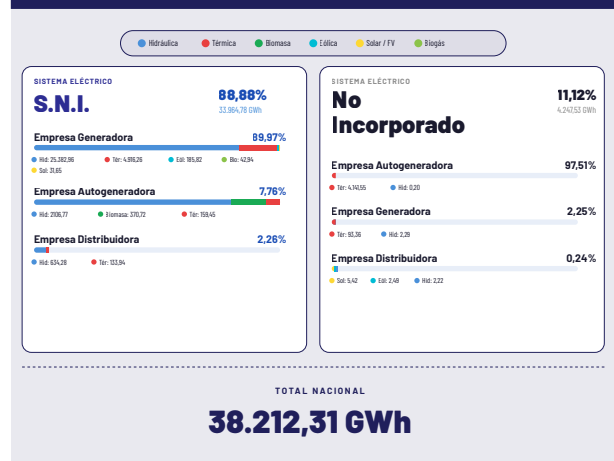 Hidráulica Térmica Biomasa Eólica Solar / FV Biogás
SISTEMA ELÉCTRICO
S.N.I.
88,88%
33.964,78 GWh
Empresa Generadora 89,97%
Hid: 25.382,96 Tér: 4.916,26 Eól: 185,82 Bio: 42,94
Sol: 31,65
Empresa Autogeneradora 7,76%
Hid: 2106,77 Biomasa: 370,72 Tér: 159,45
Empresa Distribuidora 2,26%
Hid: 634,28 Tér: 133,94
SISTEMA ELÉCTRICO
No
Incorporado
11,12%
4.247,53 GWh
Empresa Autogeneradora 97,51%
Tér: 4.141,55 Hid: 0,20
Empresa Generadora 2,25%
Tér: 93,36 Hid: 2,29
Empresa Distribuidora 0,24%
Sol: 5,42 Eól: 2,49 Hid: 2,22
TOTAL NACIONAL
38.212,31 GWh